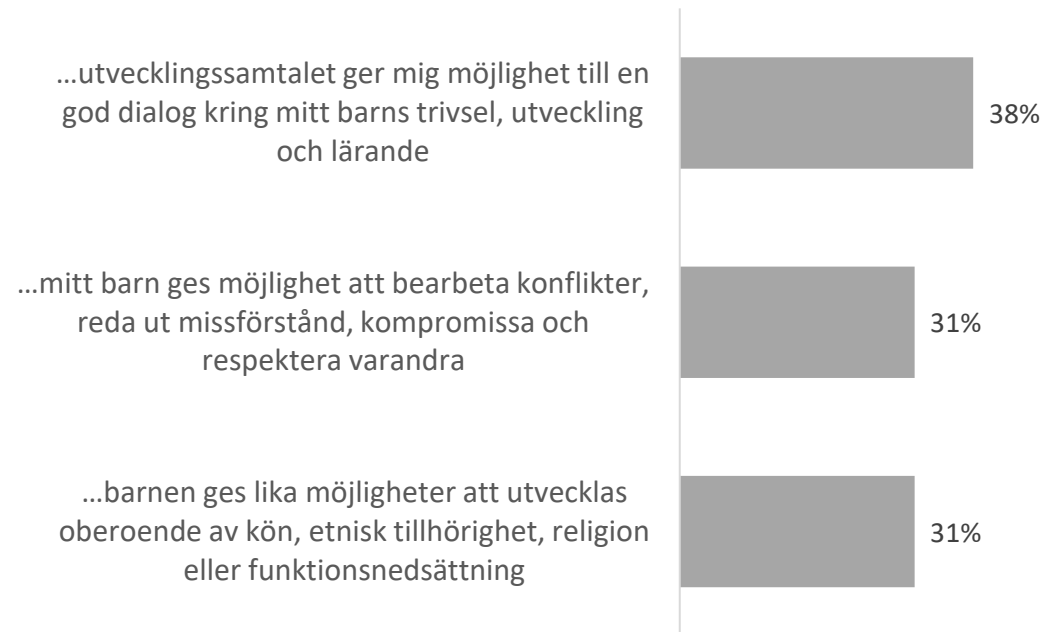 …utvecklingssamtalet ger mig möjlighet till en
god dialog kring mitt barns trivsel, utveckling
och lärande
38%
…mitt barn ges möjlighet att bearbeta konflikter,
reda ut missförstånd, kompromissa och
respektera varandra
31%
…barnen ges lika möjligheter att utvecklas
oberoende av kön, etnisk tillhörighet, religion
eller funktionsnedsättning
31%